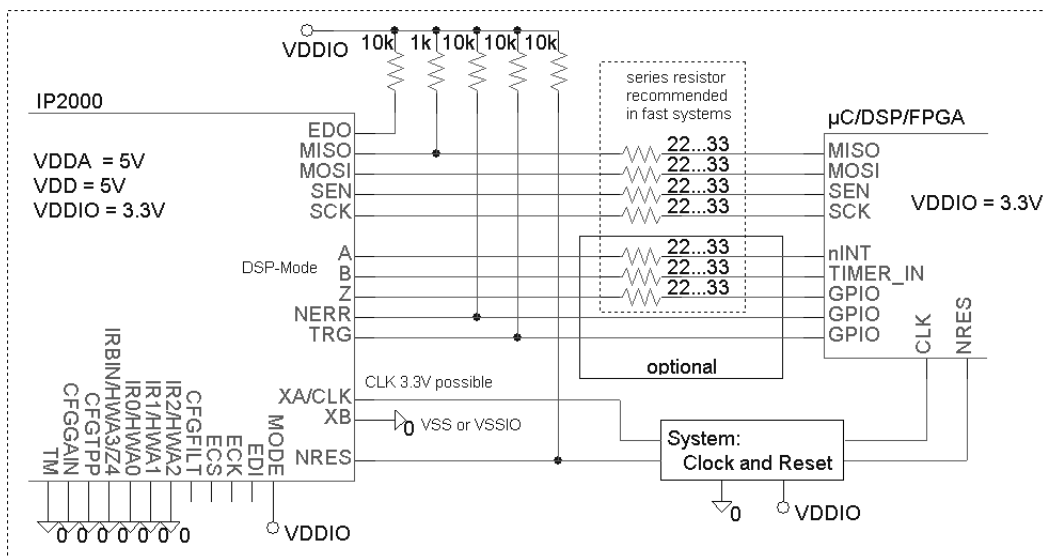 VDDIO
10k 1k 10k 10k 10k
series resistor
recommended
in fast systems
IP2000
VDDA = 5V
VDD = 5V
VDDIO = 3.3V
EDO
MISO
MOSI
SEN
SCK
A
B
Z
NERR
TRG
DSP-Mode
XA/CLK
XB
NRES
CLK 3.3V possible
0 VSS or VSSIO
22...33
22...33
22...33
22...33
22...33
22...33
22...33
optional
µC/DSP/FPGA
VDDIO = 3.3V
MISO
MOSI
SEN
SCK
nINT
TIMER_IN
GPIO
GPIO
GPIO
CLK
NRES
System:
Clock and Reset
0
VDDIO
TM
CFGGAIN
CFGTPP
IRBIN/HWA3/Z4
IR0/HWA0
IR1/HWA1
IR2/HWA2
CFGFILT
ECS
ECK
EDI
MODE
0 0 0 0 0 0 0
VDDIO